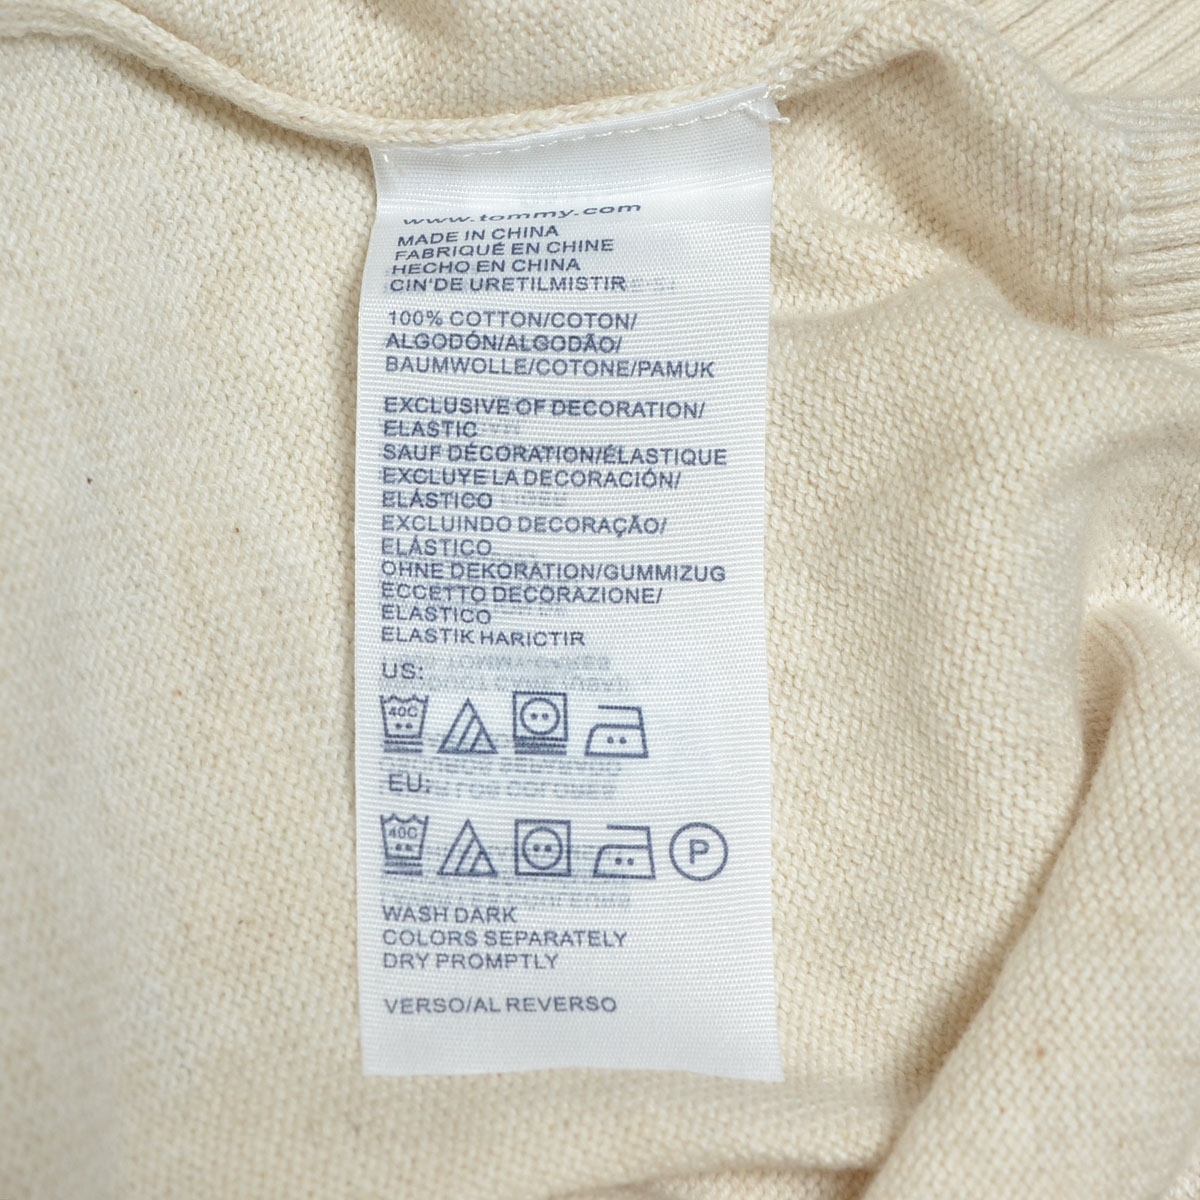 www.tommy.com
MADE IN CHINA
FABRIQUÉ EN CHINE
HECHO EN CHINA
CIN'DE URETILMISTIR
100% COTTON/COTON/
ALGODÓN/ALGODÃO/
BAUMWOLLE/COTONE/PAMUK
EXCLUSIVE OF DECORATION/
ELASTIC
SAUF DÉCORATION/ÉLASTIQUE
EXCLUYE LA DECORACIÓN/
ELÁSTICO
EXCLUINDO DECORAÇÃO/
ELÁSTICO
OHNE DEKORATION/GUMMIZUG
ECCETTO DECORAZIONE/
ELASTICO
ELASTIK HARICTIR
US:
40C
EU:
40C P
WASH DARK
COLORS SEPARATELY
DRY PROMPTLY
VERSO/AL REVERSO